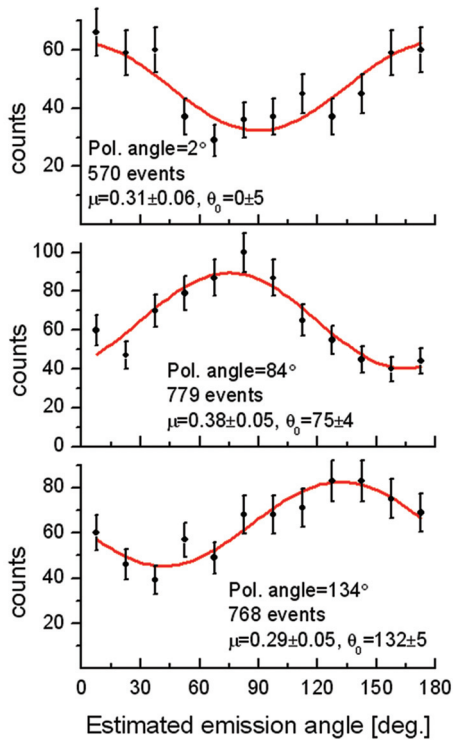 60
40
20
counts
Pol. angle=2°
570 events
μ=0.31±0.06, θ₀=0±5
100
80
60
40
20
0
counts
Pol. angle=84°
779 events
μ=0.38±0.05, θ₀=75±4
80
60
40
20
counts
Pol. angle=134°
768 events
μ=0.29±0.05, θ₀=132±5
0 30 60 90 120 150 180
Estimated emission angle [deg.]